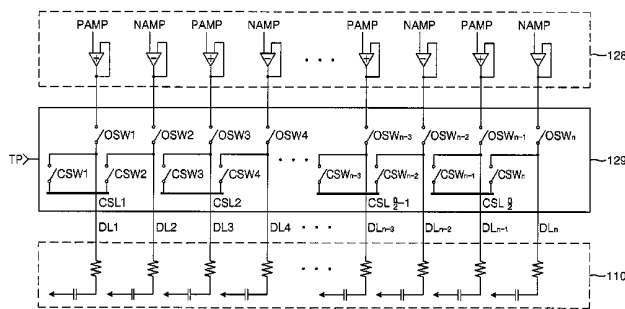 PAMP NAMP PAMP NAMP PAMP NAMP PAMP NAMP
128
OSW1 OSW2 OSW3 OSW4 OSWn-3 OSWn-2 OSWn-1 OSWn
TP
129
CSW1 CSW2 CSW3 CSW4 CSWn-3 CSWn-2 CSWn-1 CSWn
CSL1 CSL2 CSL n/2-1 CSL n/2
DL1 DL2 DL3 DL4 DLn-3 DLn-2 DLn-1 DLn
110